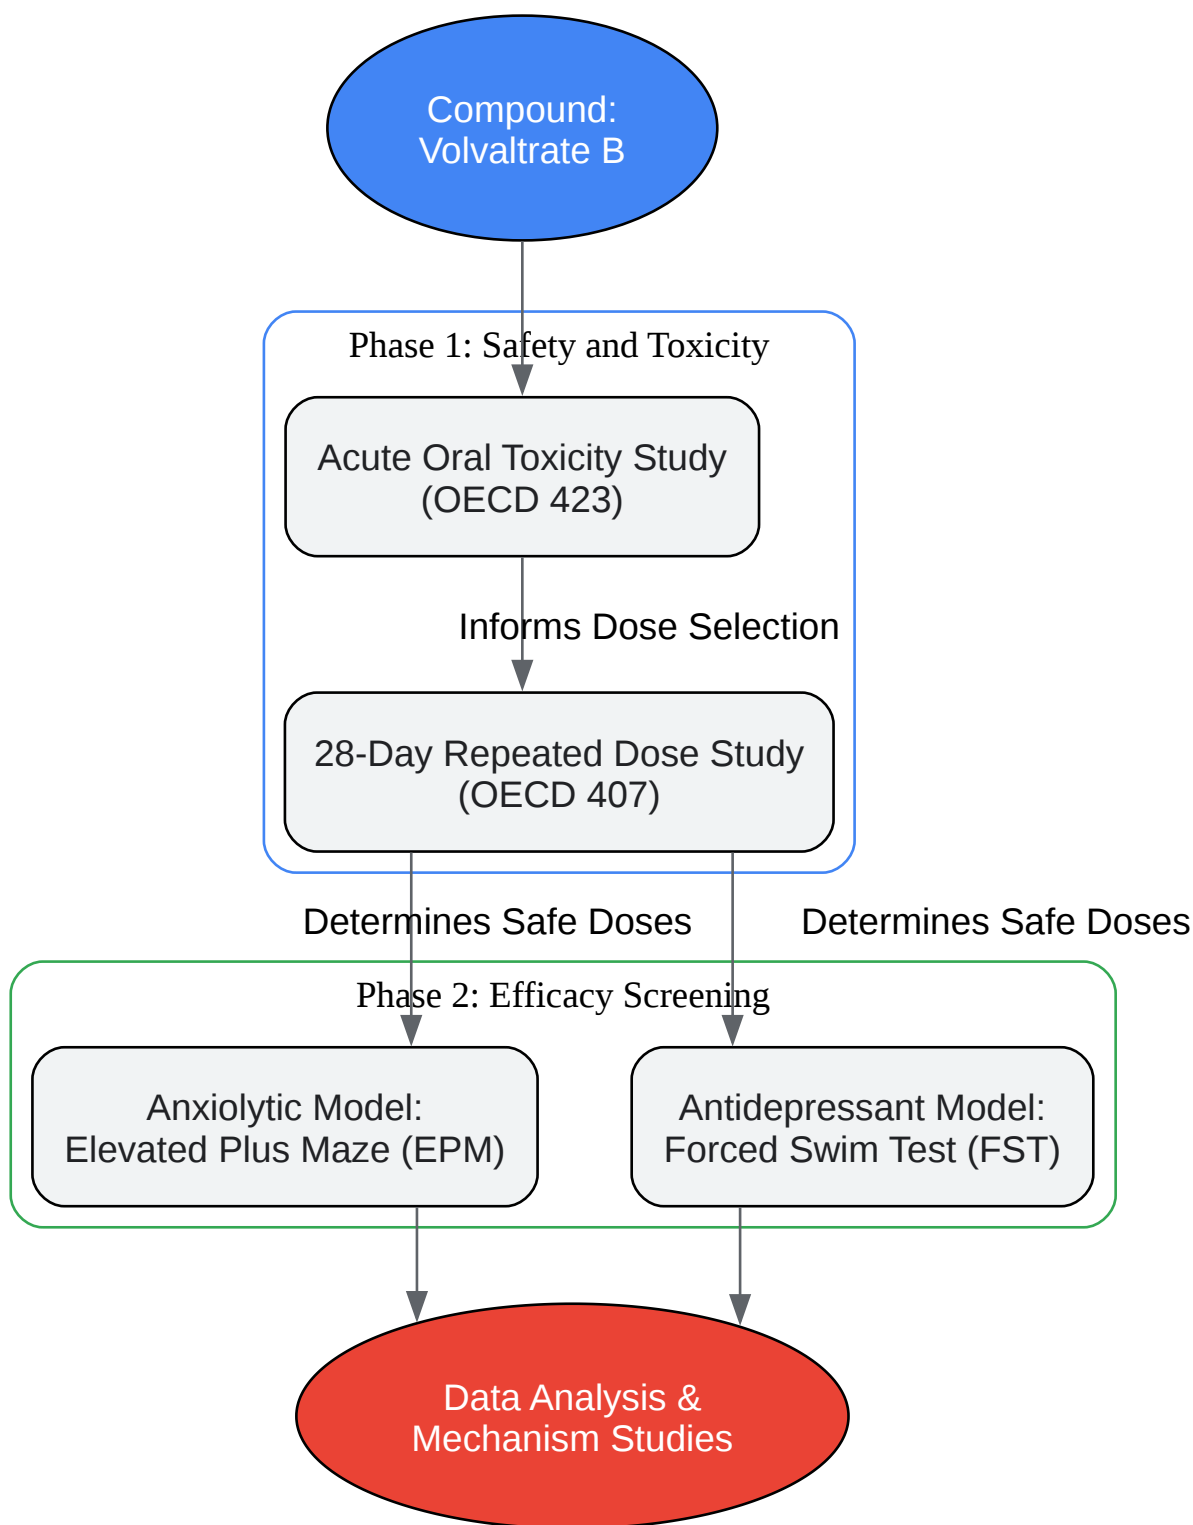 Compound:
Volvaltrate B
Phase 1: Safety and Toxicity
Acute Oral Toxicity Study
(OECD 423)
Informs Dose Selection
28-Day Repeated Dose Study
(OECD 407)
Determines Safe Doses
Determines Safe Doses
Phase 2: Efficacy Screening
Anxiolytic Model:
Elevated Plus Maze (EPM)
Antidepressant Model:
Forced Swim Test (FST)
Data Analysis &
Mechanism Studies